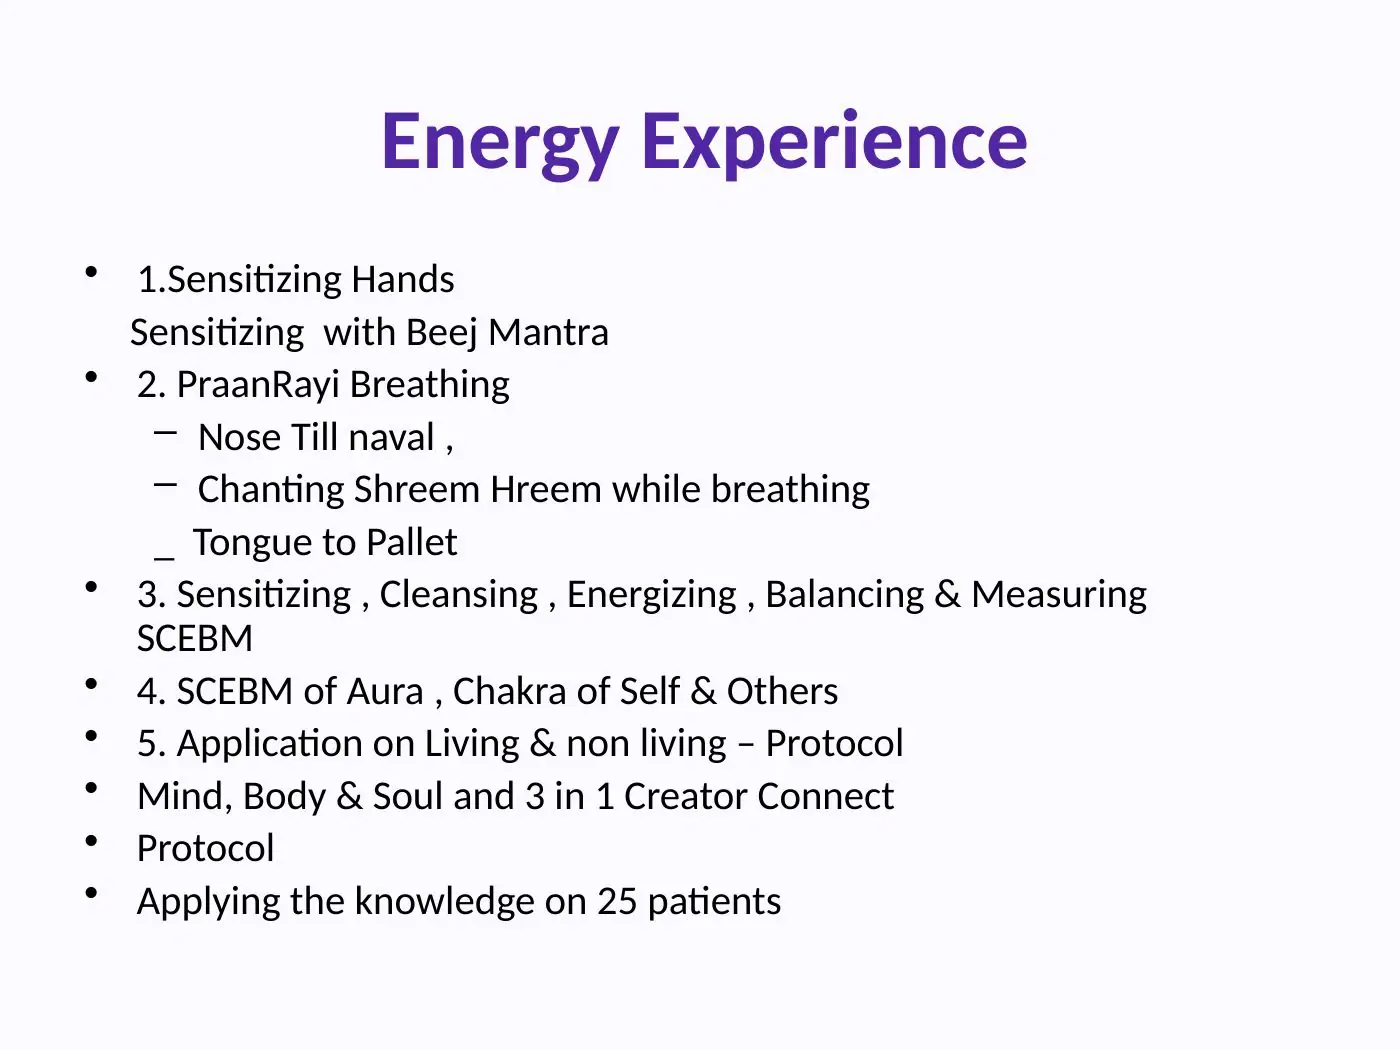 Energy Experience
• 1.Sensitizing Hands
Sensitizing  with Beej Mantra
• 2. PraanRayi Breathing
– Nose Till naval ,
– Chanting Shreem Hreem while breathing
_ Tongue to Pallet
• 3. Sensitizing , Cleansing , Energizing , Balancing & Measuring
SCEBM
• 4. SCEBM of Aura , Chakra of Self & Others
• 5. Application on Living & non living – Protocol
• Mind, Body & Soul and 3 in 1 Creator Connect
• Protocol
• Applying the knowledge on 25 patients